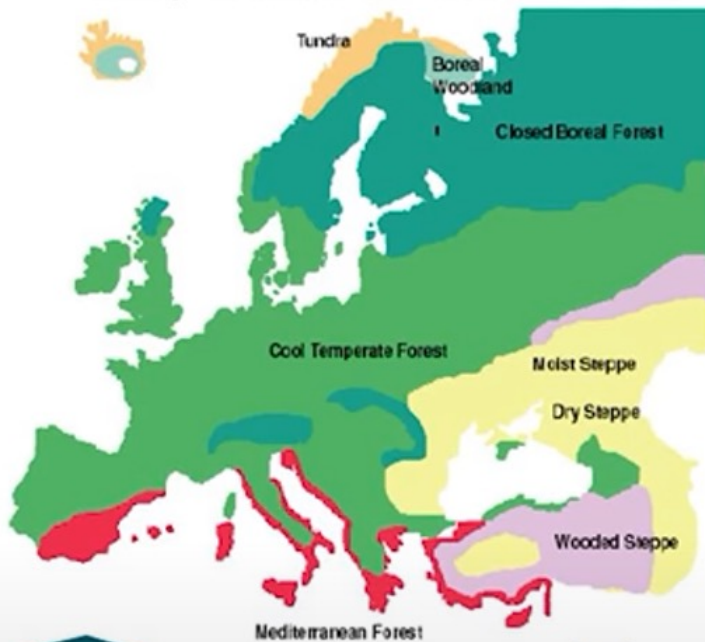 Tundra
Boreal
Woodland
Closed Boreal Forest
Cool Temperate Forest
Moist Steppe
Dry Steppe
Wooded Steppe
Mediterranean Forest